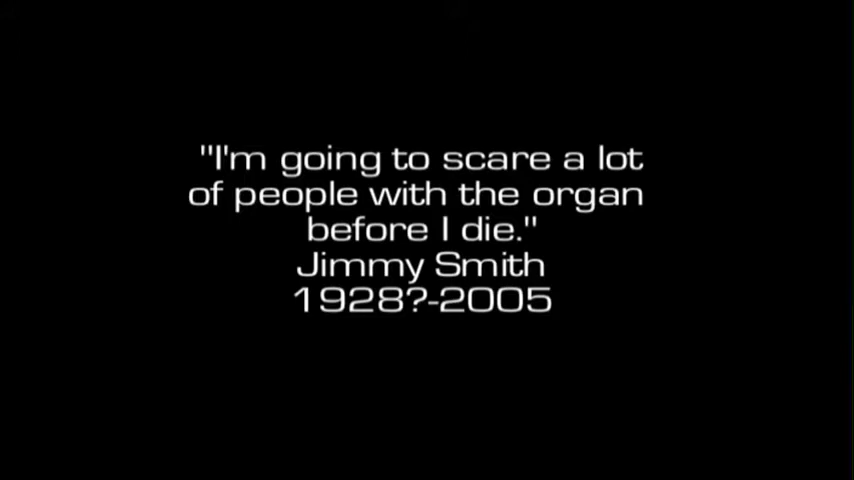 "I'm going to scare a lot
of people with the organ
before I die."
Jimmy Smith
1928?-2005